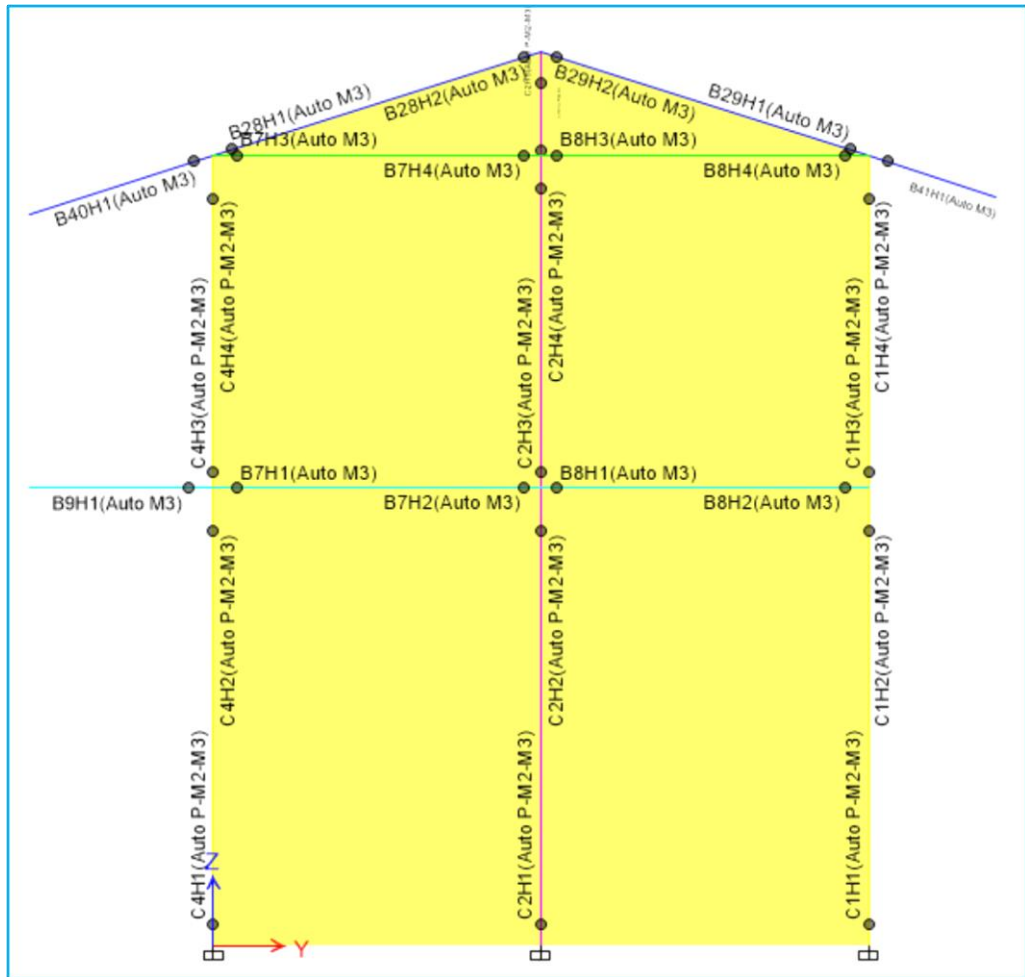 B28H1(Auto M3)
B28H2(Auto M3)
B29H2(Auto M3)
B29H1(Auto M3)
B7H3(Auto M3)
B8H3(Auto M3)
B7H4(Auto M3)
B8H4(Auto M3)
B40H1(Auto M3)
B41H1(Auto M3)
C4H3(Auto P-M2-M3)
C4H4(Auto P-M2-M3)
C2H3(Auto P-M2-M3)
C2H4(Auto P-M2-M3)
C1H3(Auto P-M2-M3)
C1H4(Auto P-M2-M3)
B9H1(Auto M3)
B7H1(Auto M3)
B7H2(Auto M3)
B8H1(Auto M3)
B8H2(Auto M3)
C4H1(Auto P-M2-M3)
C4H2(Auto P-M2-M3)
C2H1(Auto P-M2-M3)
C2H2(Auto P-M2-M3)
C1H1(Auto P-M2-M3)
C1H2(Auto P-M2-M3)
Z
Y